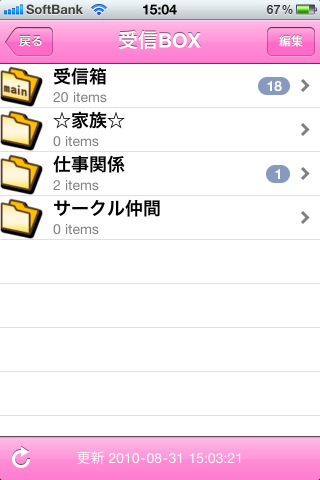 SoftBank 15:04 67%
戻る 受信BOX 編集
main
受信箱
20 items
18
☆家族☆
0 items
仕事関係
2 items
1
サークル仲間
0 items
更新 2010-08-31 15:03:21